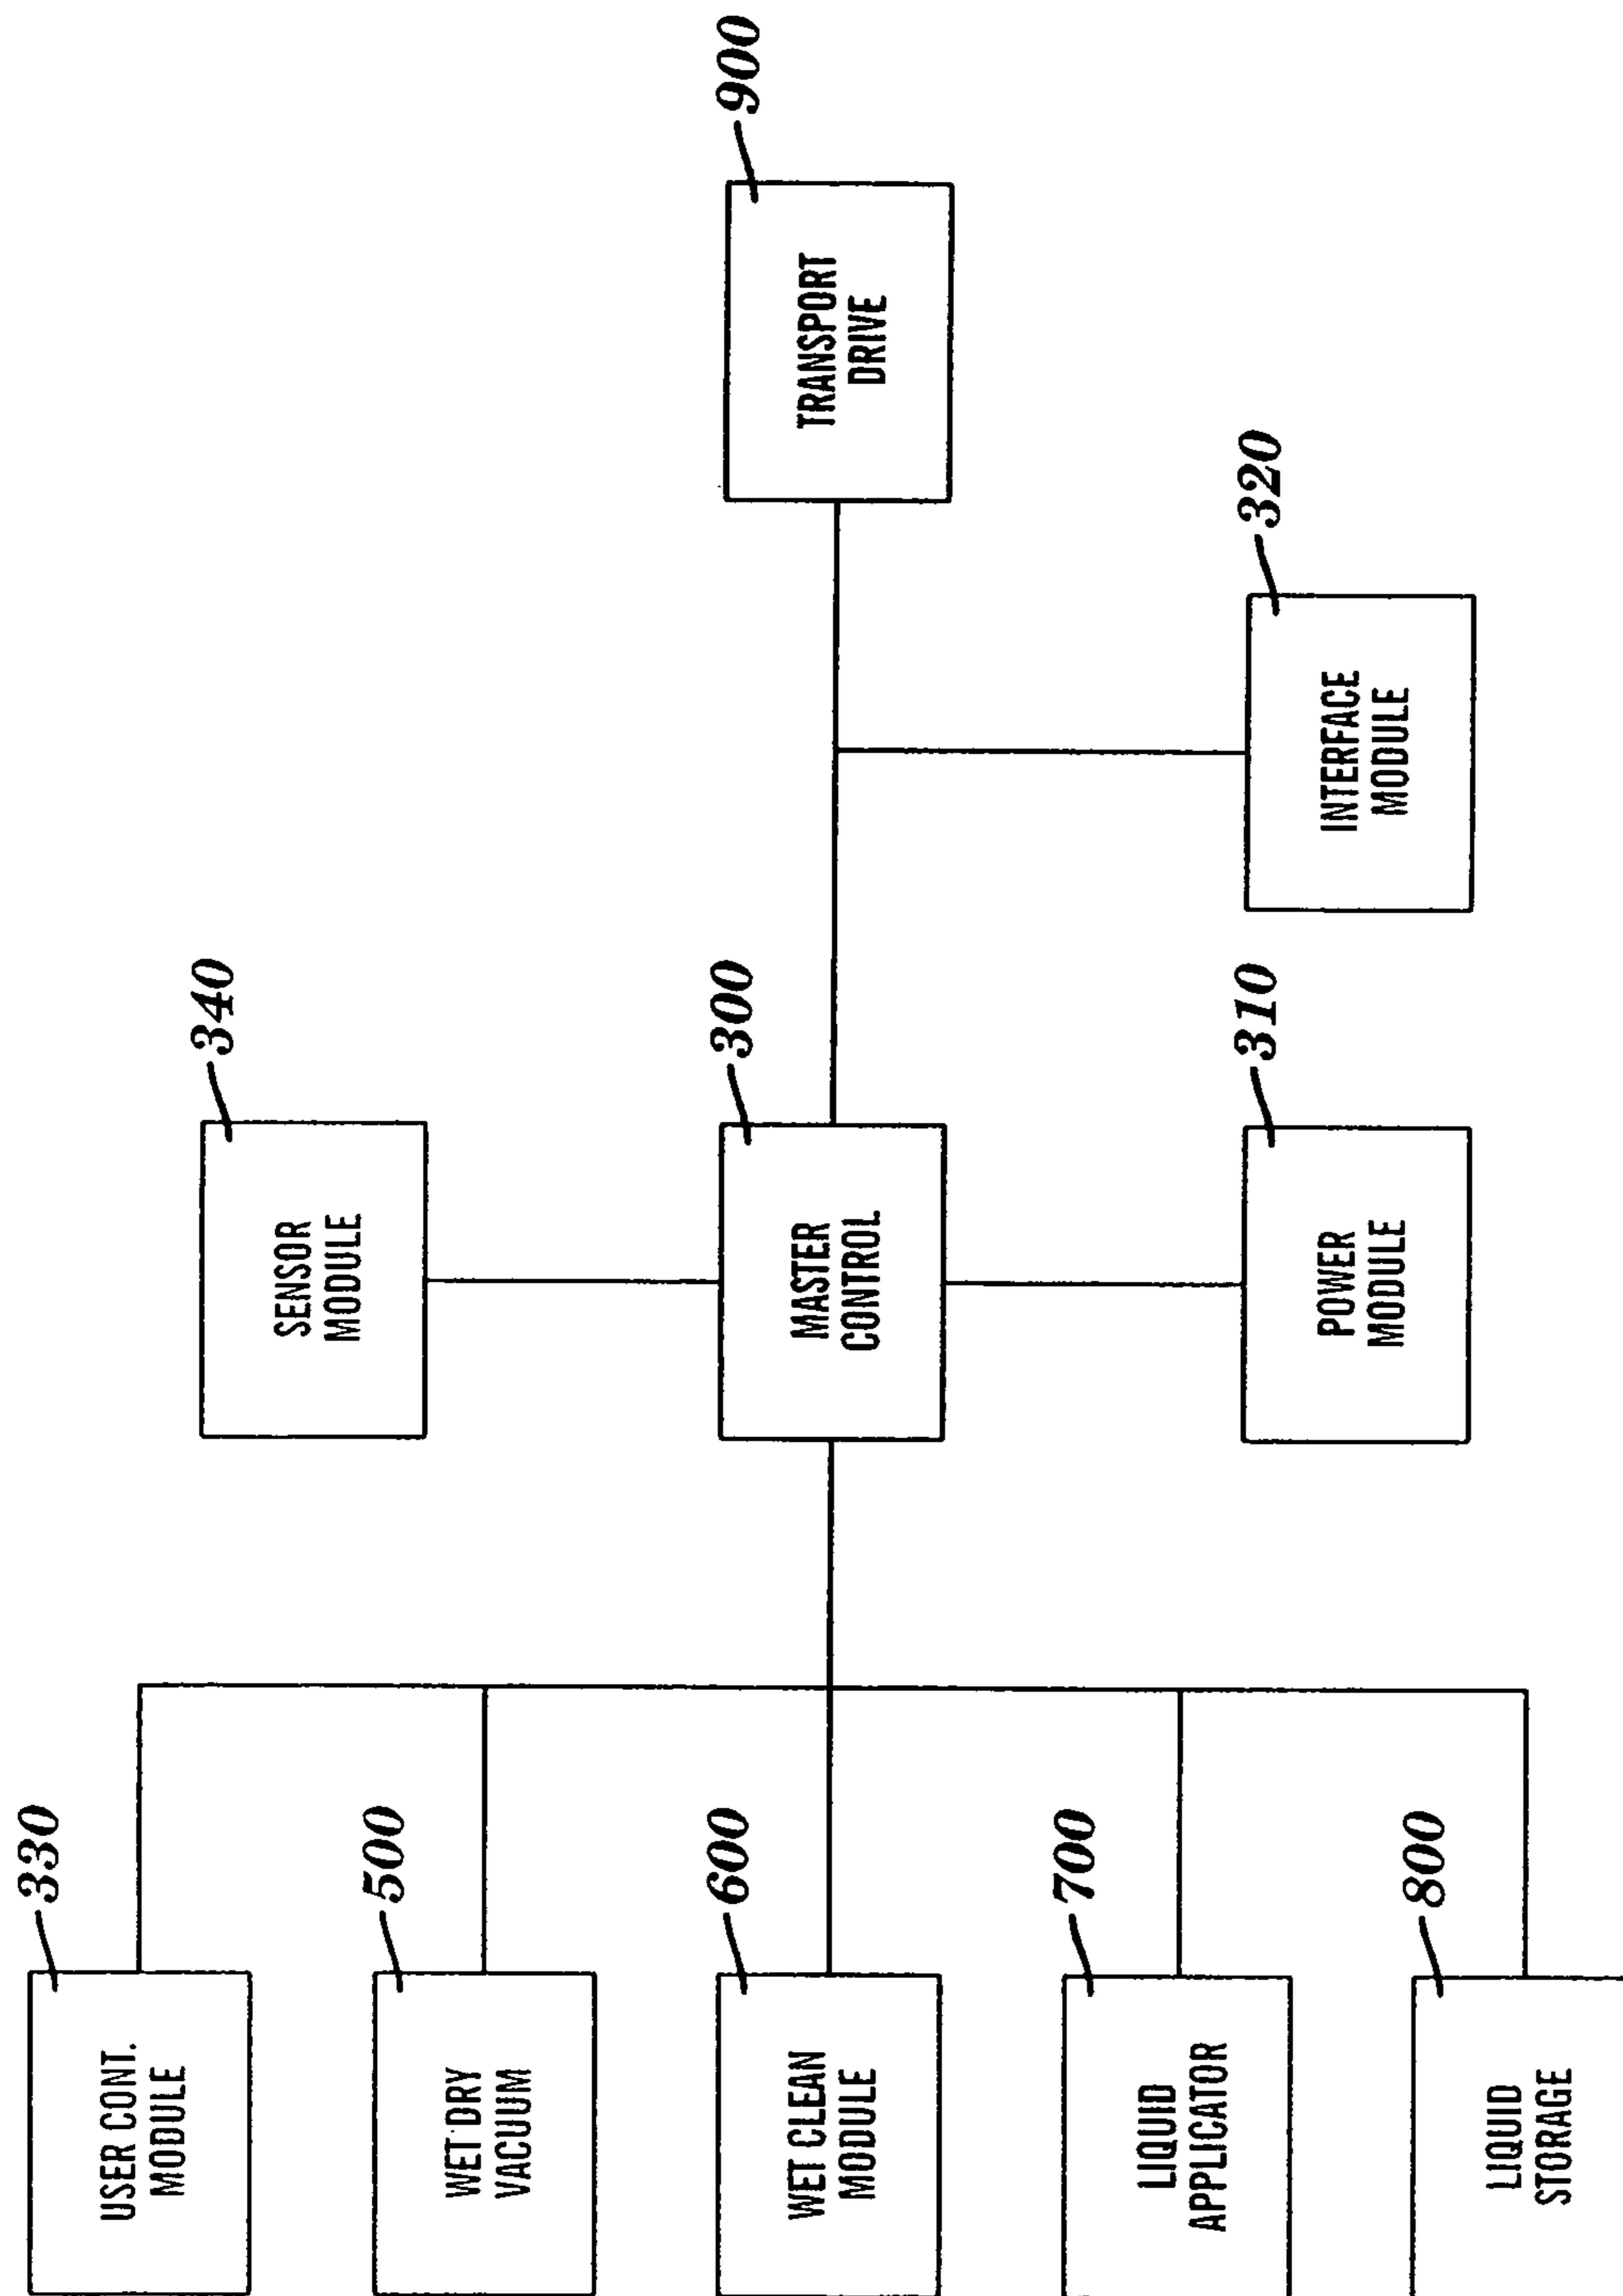 330
USER CONT.
MODULE
500
WET DRY
VACUUM
600
WET CLEAN
MODULE
700
LIQUID
APPLICATOR
800
LIQUID
STORAGE
340
SENSOR
MODULE
300
MASTER
CONTROL
310
POWER
MODULE
320
INTERFACE
MODULE
900
TRANSPORT
DRIVE